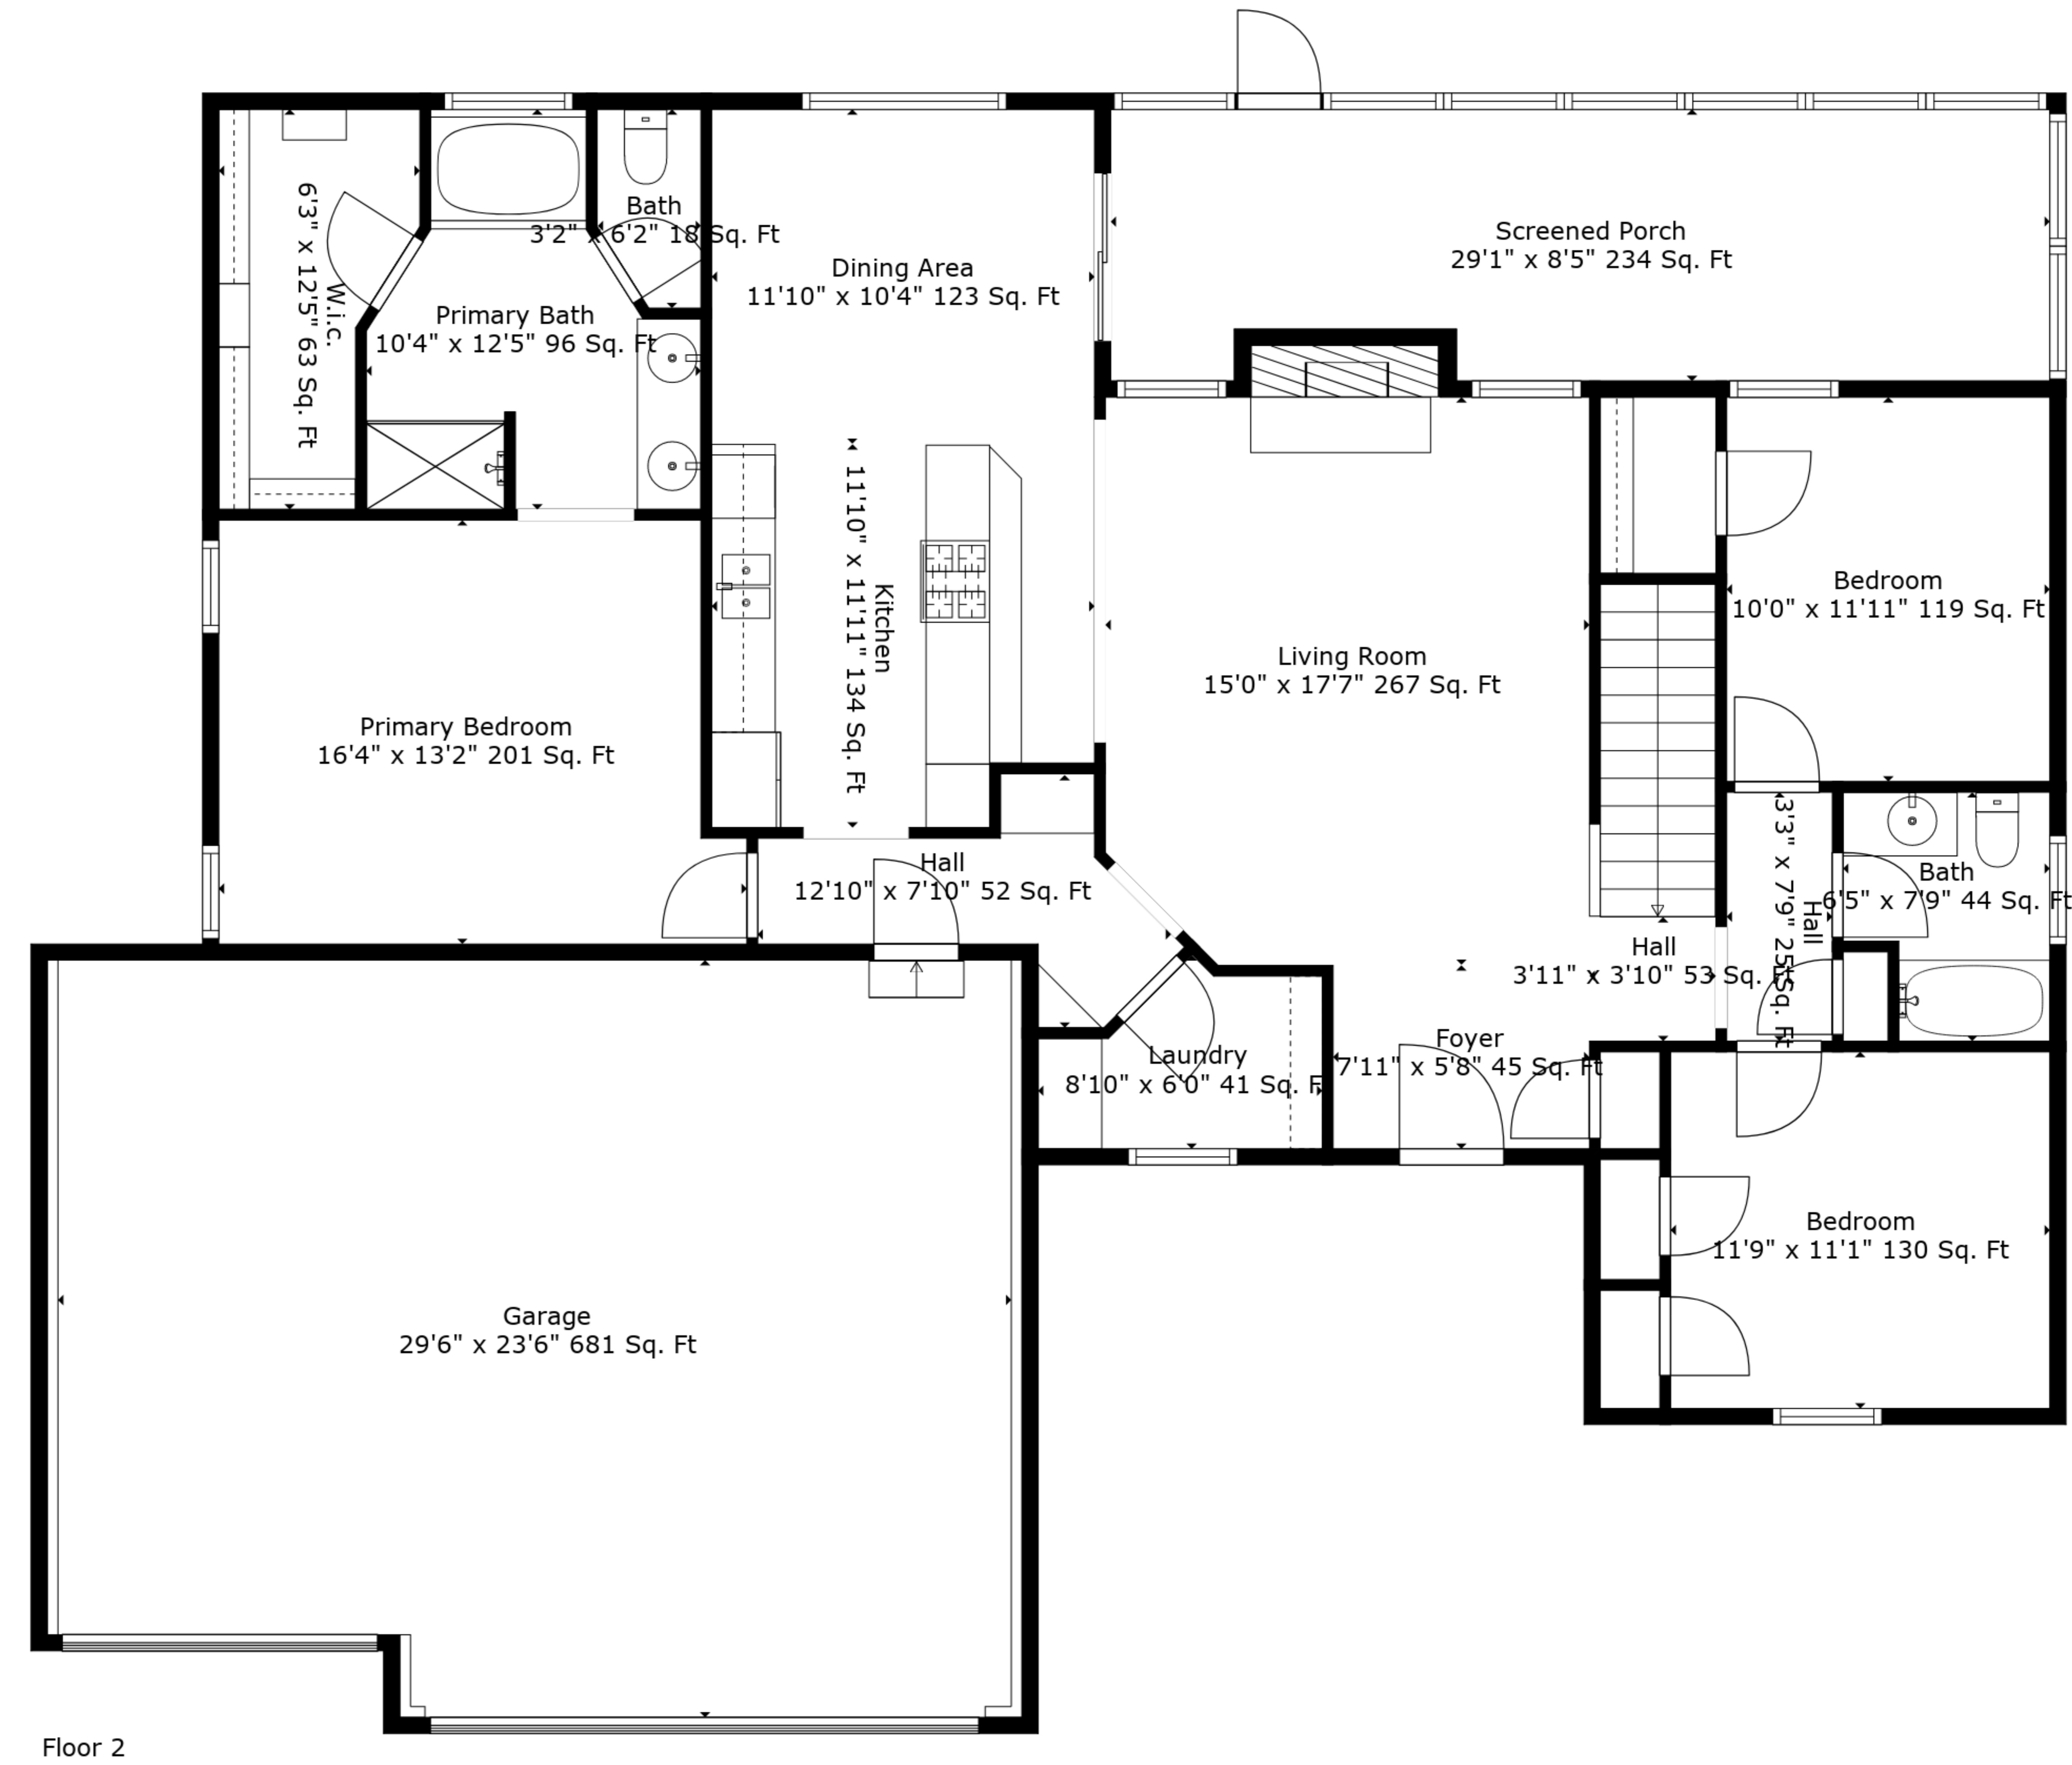 Bath
3'2" x 6'2" 18 Sq. Ft
Screened Porch
29'1" x 8'5" 234 Sq. Ft
Dining Area
11'10" x 10'4" 123 Sq. Ft
W.i.c.
6'3" x 12'5" 63 Sq. Ft
Primary Bath
10'4" x 12'5" 96 Sq. Ft
Kitchen
11'10" x 11'11" 134 Sq. Ft
Bedroom
10'0" x 11'11" 119 Sq. Ft
Living Room
15'0" x 17'7" 267 Sq. Ft
Primary Bedroom
16'4" x 13'2" 201 Sq. Ft
Hall
12'10" x 7'10" 52 Sq. Ft
Bath
6'5" x 7'9" 44 Sq. Ft
Hall
3'3" x 7'9" 25 Sq. Ft
Hall
3'11" x 3'10" 53 Sq. Ft
Foyer
7'11" x 5'8" 45 Sq. Ft
Laundry
8'10" x 6'0" 41 Sq. F
Bedroom
11'9" x 11'1" 130 Sq. Ft
Garage
29'6" x 23'6" 681 Sq. Ft
Floor 2